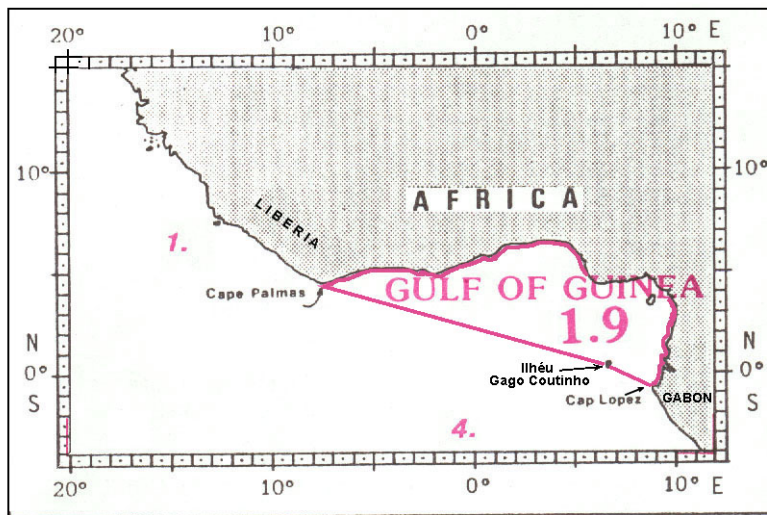 20° 10° 0° 10° E
10° 10°
AFRICA
LIBERIA
1.
Cape Palmas
GULF OF GUINEA
1.9
N 0° S
N 0° S
Ilhéu
Gago Coutinho
Cap Lopez
GABON
4.
20° 10° 0° 10° E